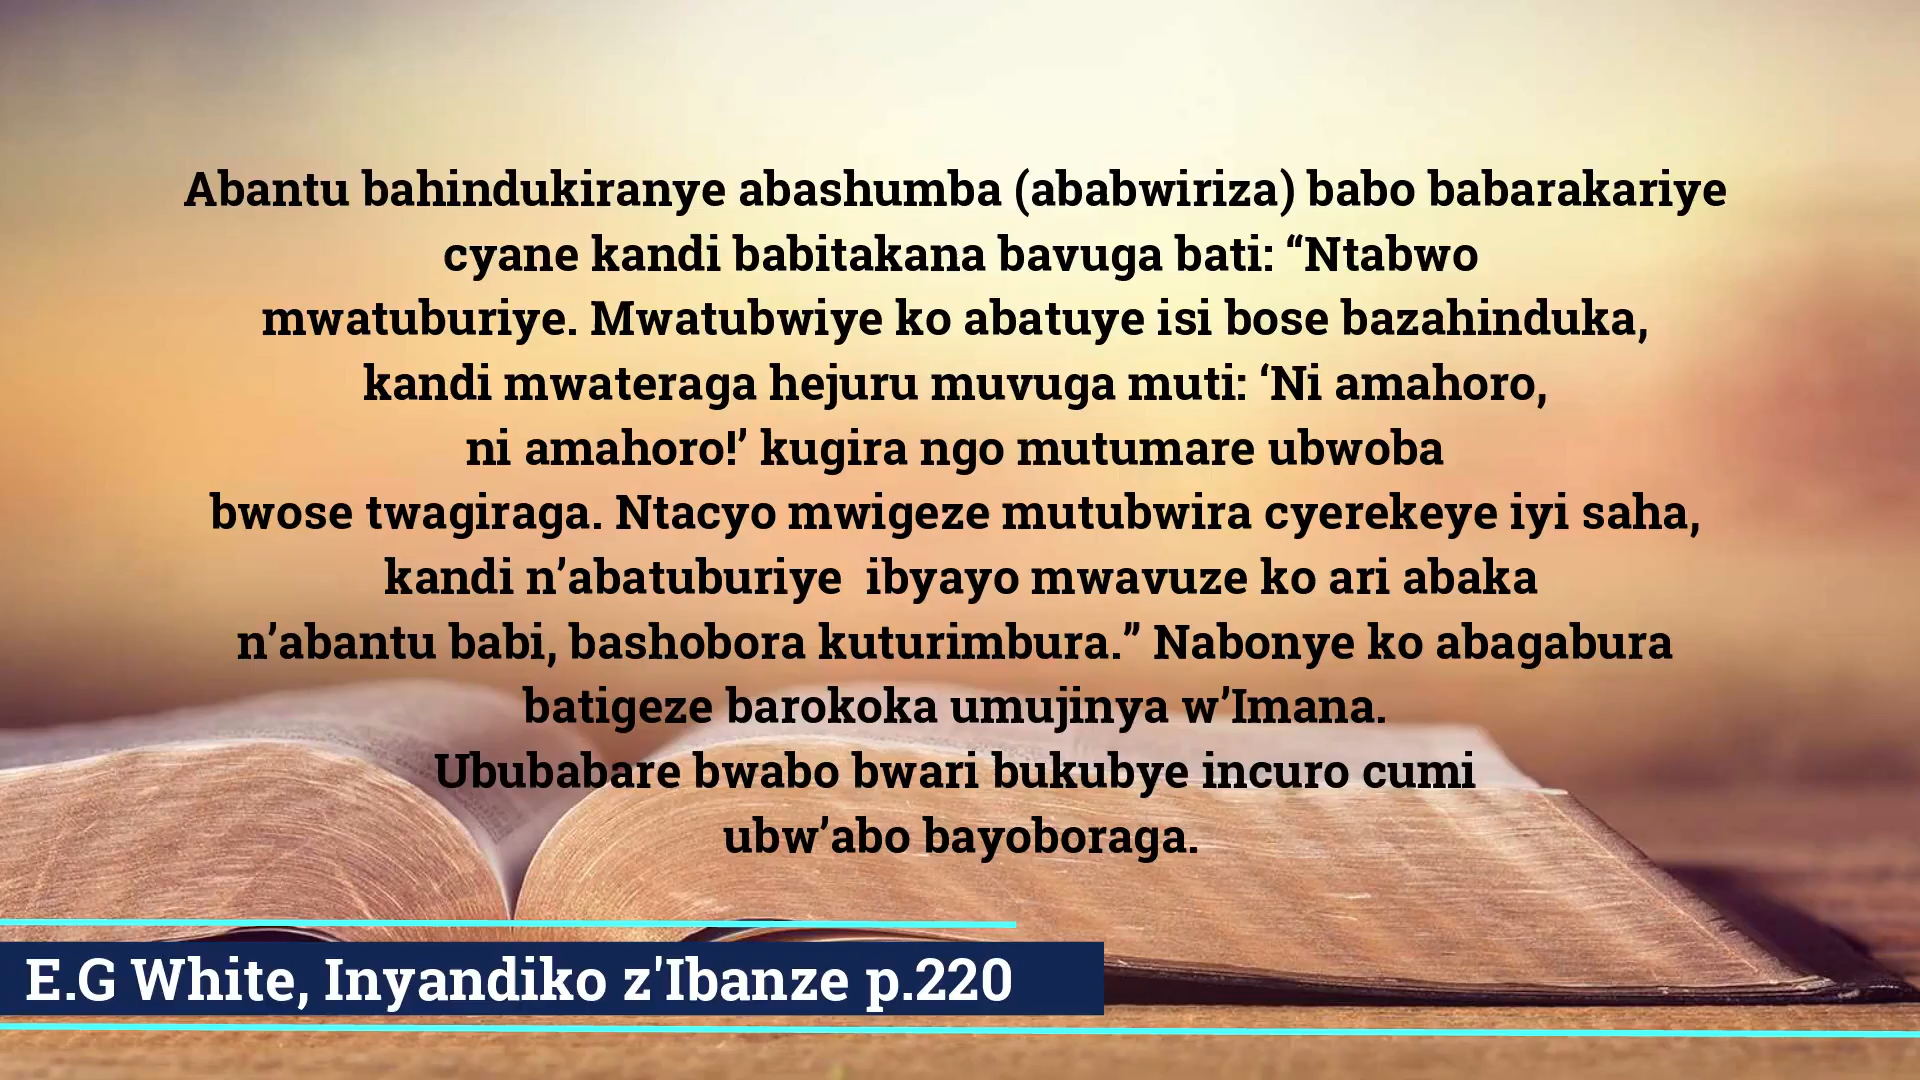 Abantu bahindukiranye abashumba (ababwiriza) babo babarakariye
cyane kandi babitakana bavuga bati: “Ntabwo
mwatuburiye. Mwatubwiye ko abatuye isi bose bazahinduka,
kandi mwateraga hejuru muvuga muti: ‘Ni amahoro,
ni amahoro!’ kugira ngo mutumare ubwoba
bwose twagiraga. Ntacyo mwigeze mutubwira cyerekeye iyi saha,
kandi n’abatuburiye ibyayo mwavuze ko ari abaka
n’abantu babi, bashobora kuturimbura.” Nabonye ko abagabura
batigeze barokoka umujinya w’Imana.
Ububabare bwabo bwari bukubye incuro cumi
ubw’abo bayoboraga.
E.G White, Inyandiko z'Ibanze p.220